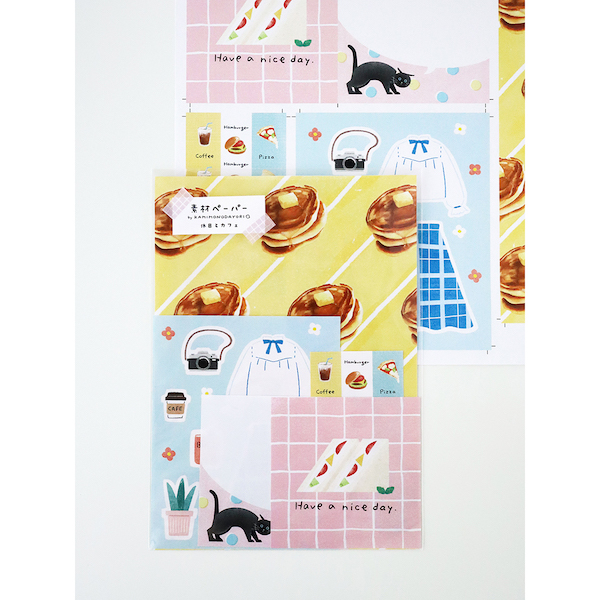 Have a nice day.
Hamburger
Coffee
Pizza
Hamburger
素材ペーパー
by KAMIMONODAYORI
休日とカフェ
Hamburger
Coffee
Pizza
CAFE
Have a nice day.